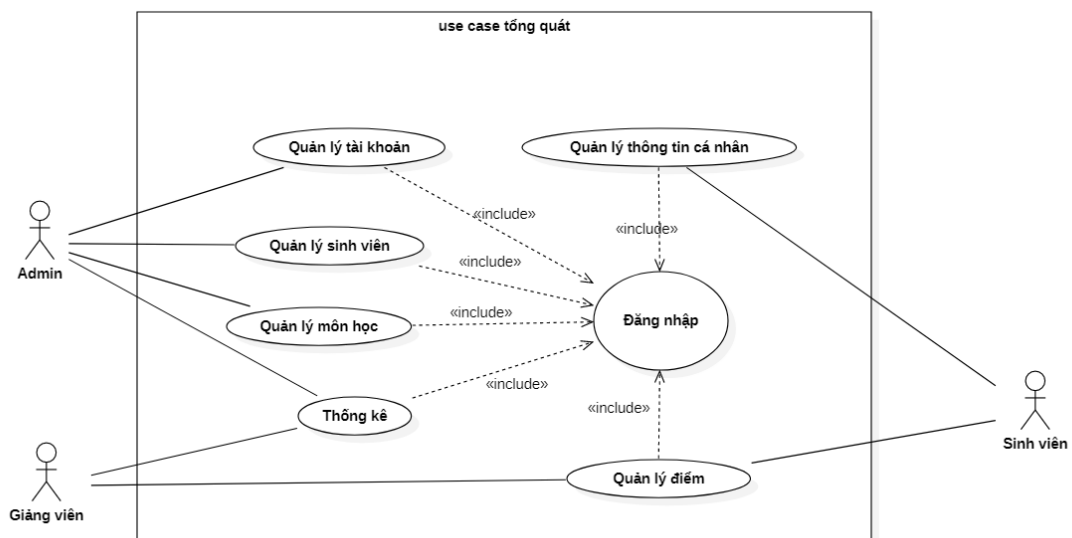 use case tổng quát
Quản lý tài khoản
Quản lý thông tin cá nhân
«include»
«include»
Admin
Quản lý sinh viên
«include»
Quản lý môn học
«include»
Đăng nhập
«include»
Thống kê
«include»
Sinh viên
Quản lý điểm
Giảng viên